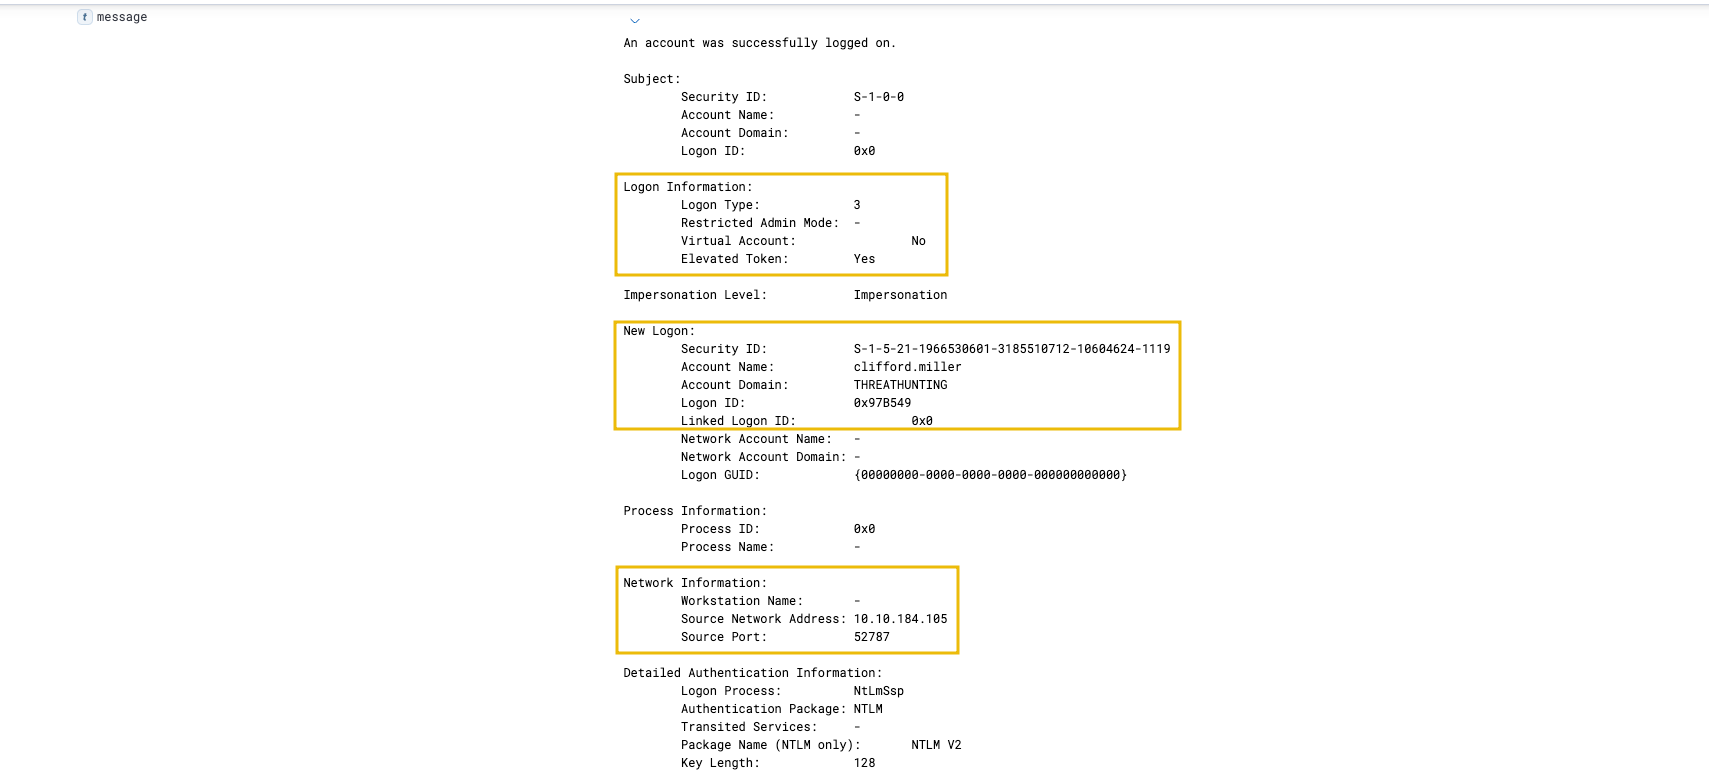 t message
An account was successfully logged on.
Subject:
Security ID: S-1-0-0
Account Name: -
Account Domain: -
Logon ID: 0x0
Logon Information:
Logon Type: 3
Restricted Admin Mode: -
Virtual Account: No
Elevated Token: Yes
Impersonation Level: Impersonation
New Logon:
Security ID: S-1-5-21-1966530601-3185510712-10604624-1119
Account Name: clifford.miller
Account Domain: THREATHUNTING
Logon ID: 0x97B549
Linked Logon ID: 0x0
Network Account Name: -
Network Account Domain: -
Logon GUID: {00000000-0000-0000-0000-000000000000}
Process Information:
Process ID: 0x0
Process Name: -
Network Information:
Workstation Name: -
Source Network Address: 10.10.184.105
Source Port: 52787
Detailed Authentication Information:
Logon Process: NtLmSsp
Authentication Package: NTLM
Transited Services: -
Package Name (NTLM only): NTLM V2
Key Length: 128